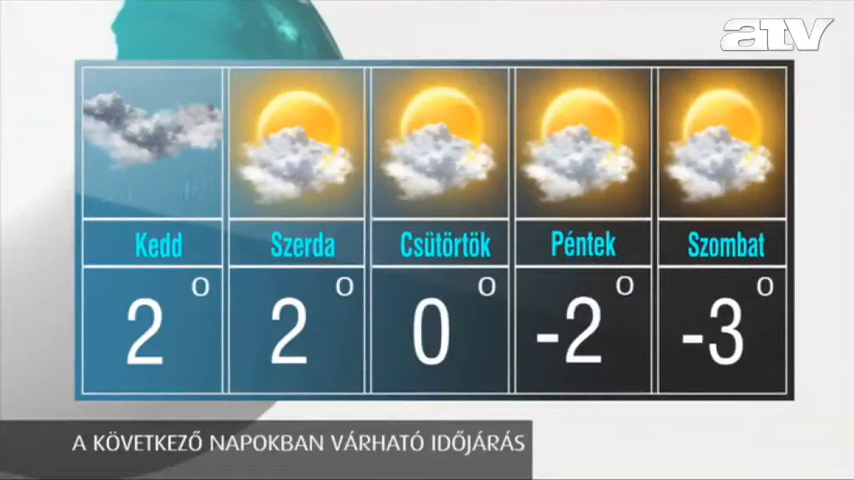 aTV
Kedd Szerda Csütörtök Péntek Szombat
2° 2° 0° -2° -3°
A KÖVETKEZŐ NAPOKBAN VÁRHATÓ IDŐJÁRÁS